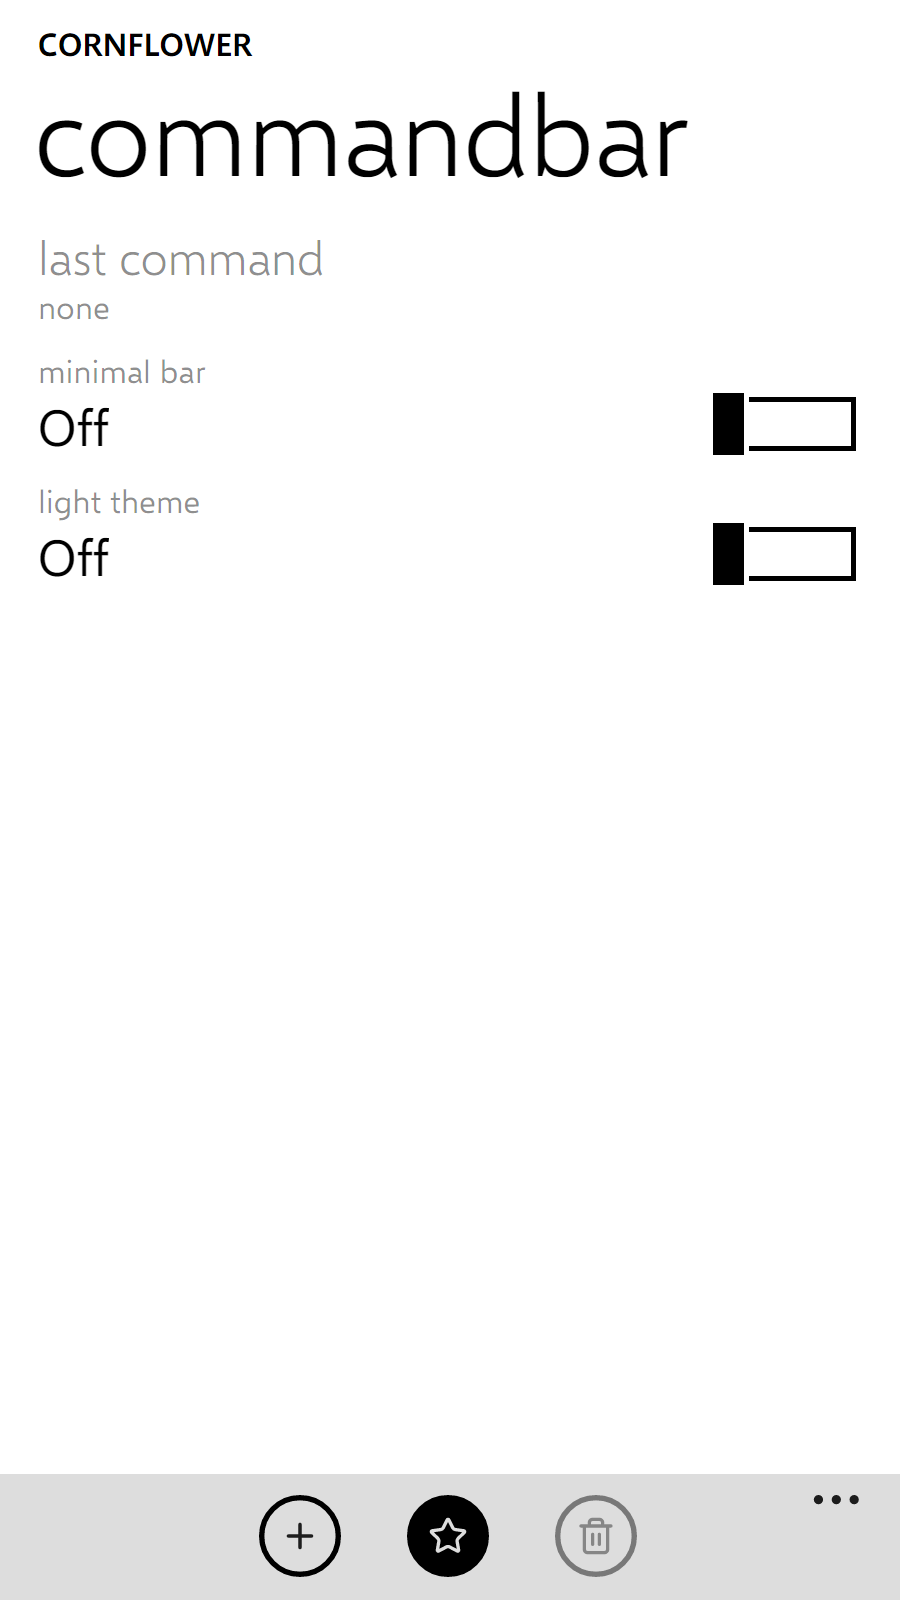 CORNFLOWER
commandbar
last command
none
minimal bar
Off
light theme
Off